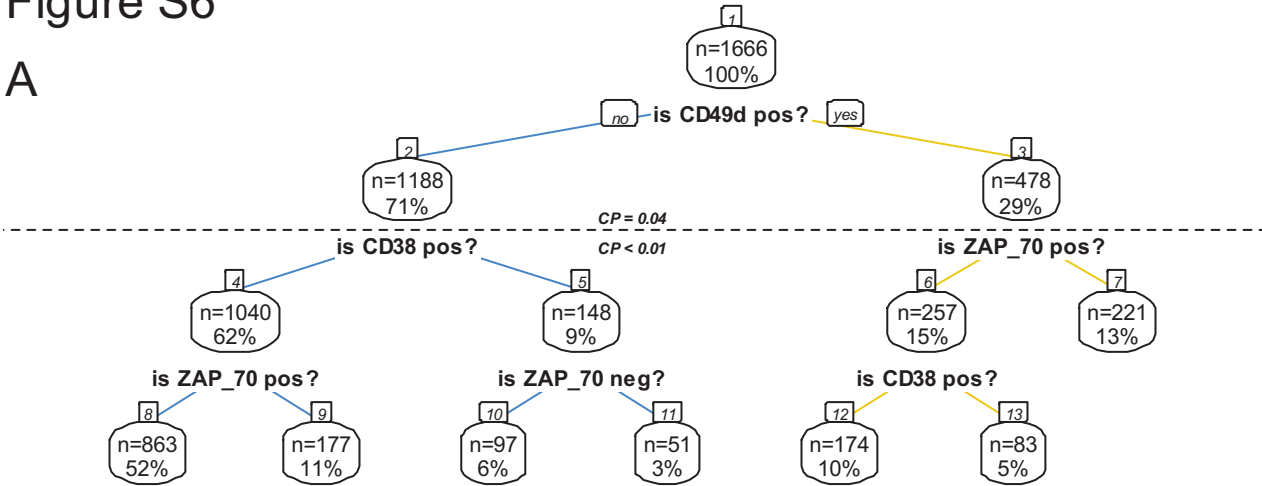 Figure S6
A
1
n=1666
100%
no is CD49d pos? yes
2 3
n=1188 n=478
71% 29%
CP = 0.04
CP < 0.01
is CD38 pos? is ZAP_70 pos?
4 5 6 7
n=1040 n=148 n=257 n=221
62% 9% 15% 13%
is ZAP_70 pos? is ZAP_70 neg? is CD38 pos?
8 9 10 11 12 13
n=863 n=177 n=97 n=51 n=174 n=83
52% 11% 6% 3% 10% 5%